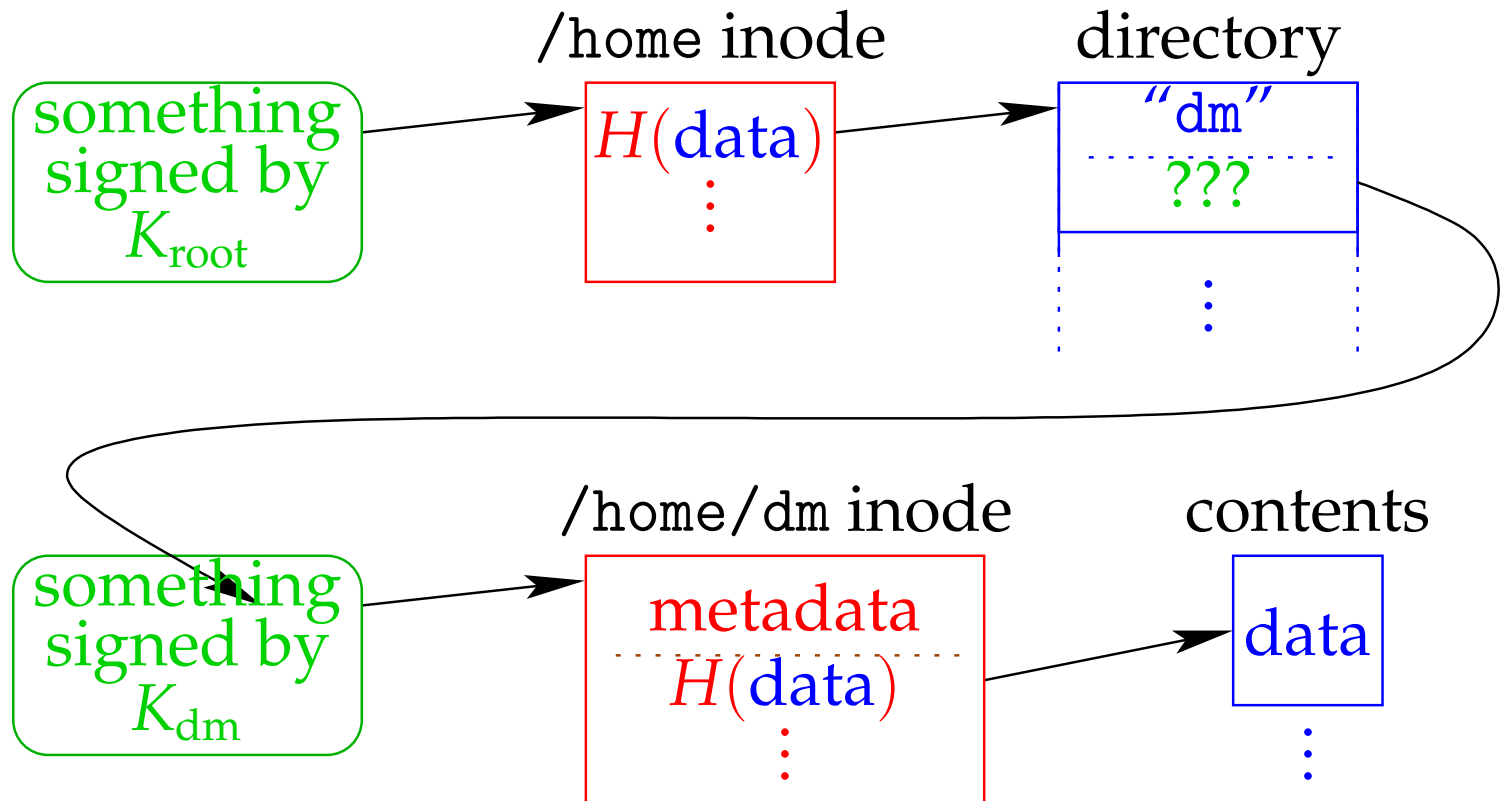 /home inode
directory
something
signed by
K_root
H(data)
⋮
“dm”
???
⋮
/home/dm inode
contents
something
signed by
K_dm
metadata
H(data)
⋮
data
⋮